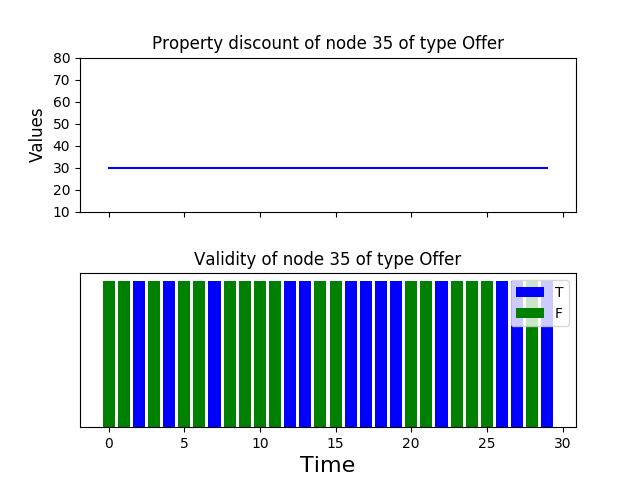 Property discount of node 35 of type Offer
80
70
60
50
40
30
20
10
Values
Validity of node 35 of type Offer
T
F
0 5 10 15 20 25 30
Time